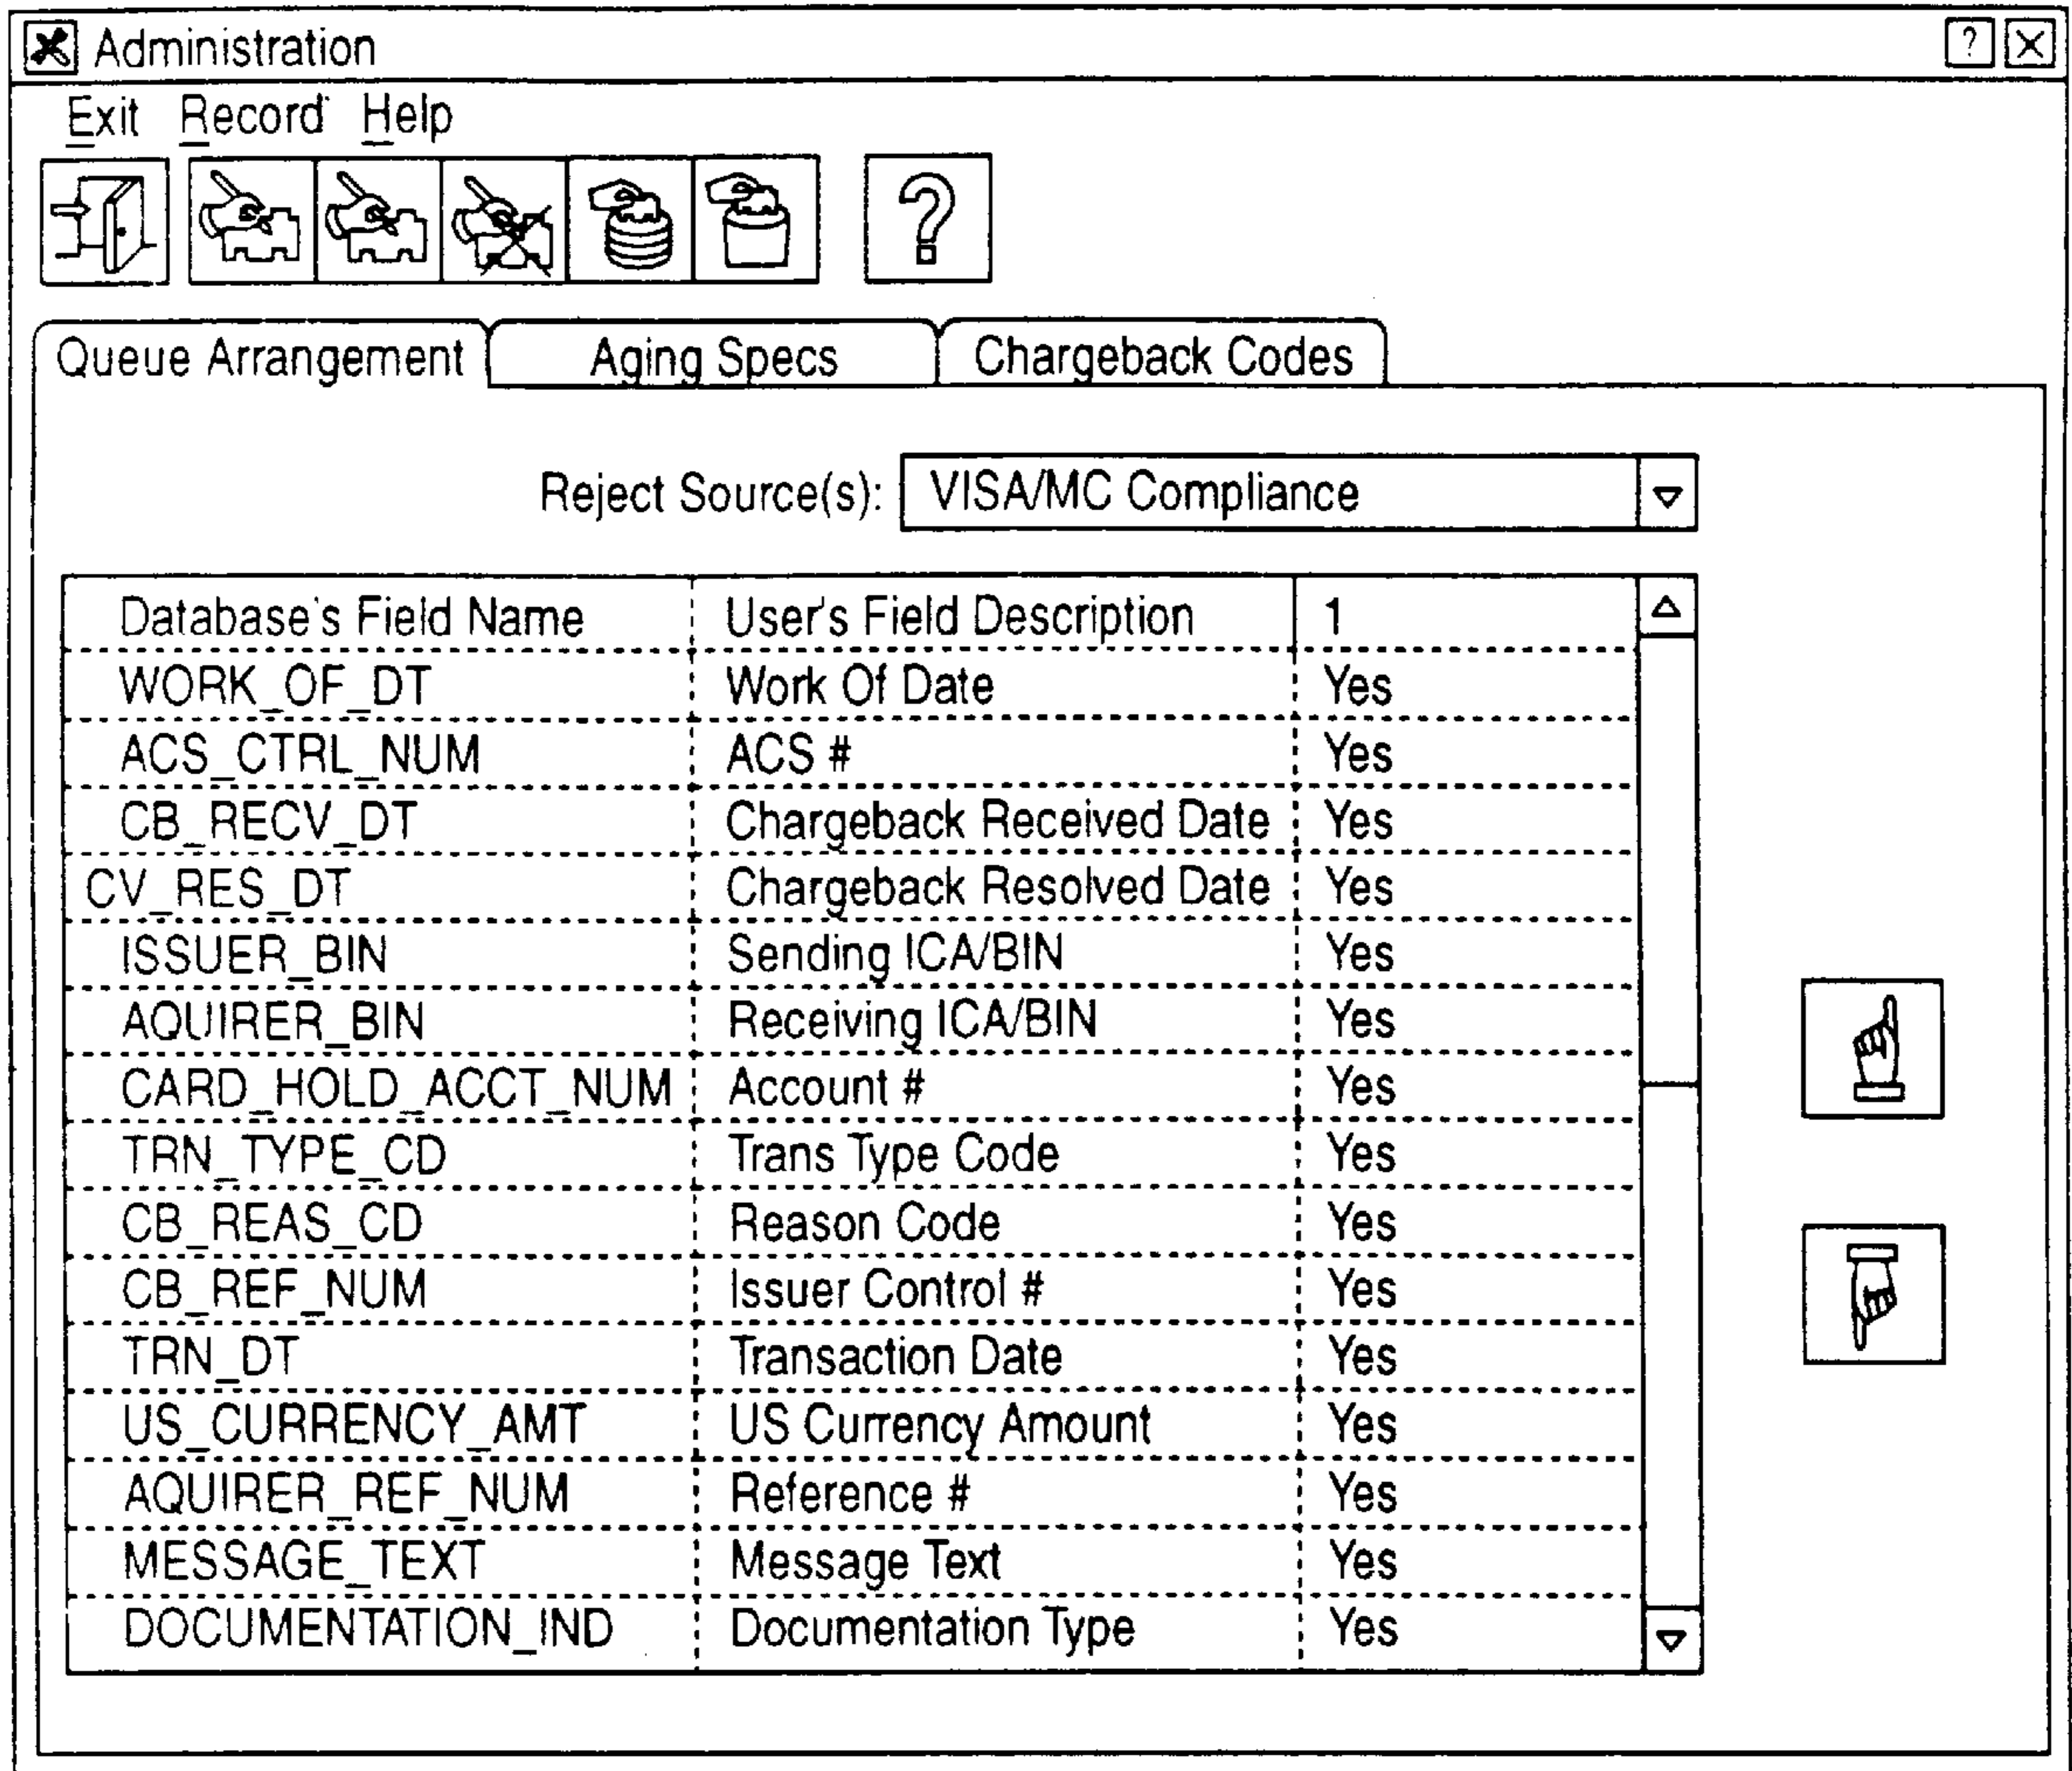 Administration ? X
Exit Record Help
?
Queue Arrangement Aging Specs Chargeback Codes
Reject Source(s): VISA/MC Compliance
Database's Field Name User's Field Description 1
WORK_OF_DT Work Of Date Yes
ACS_CTRL_NUM ACS # Yes
CB_RECV_DT Chargeback Received Date Yes
CV_RES_DT Chargeback Resolved Date Yes
ISSUER_BIN Sending ICA/BIN Yes
AQUIRER_BIN Receiving ICA/BIN Yes
CARD_HOLD_ACCT_NUM Account # Yes
TRN_TYPE_CD Trans Type Code Yes
CB_REAS_CD Reason Code Yes
CB_REF_NUM Issuer Control # Yes
TRN_DT Transaction Date Yes
US_CURRENCY_AMT US Currency Amount Yes
AQUIRER_REF_NUM Reference # Yes
MESSAGE_TEXT Message Text Yes
DOCUMENTATION_IND Documentation Type Yes